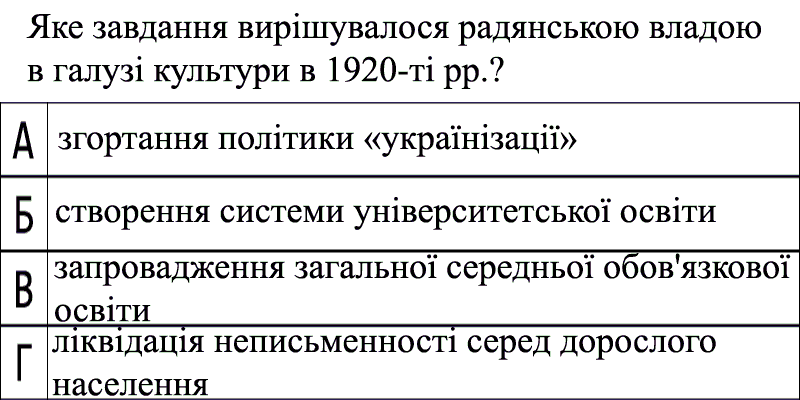 Яке завдання вирішувалося радянською владою
в галузі культури в 1920-ті рр.?
А згортання політики «українізації»
Б створення системи університетської освіти
В запровадження загальної середньої обов'язкової
освіти
Г ліквідація неписьменності серед дорослого
населення